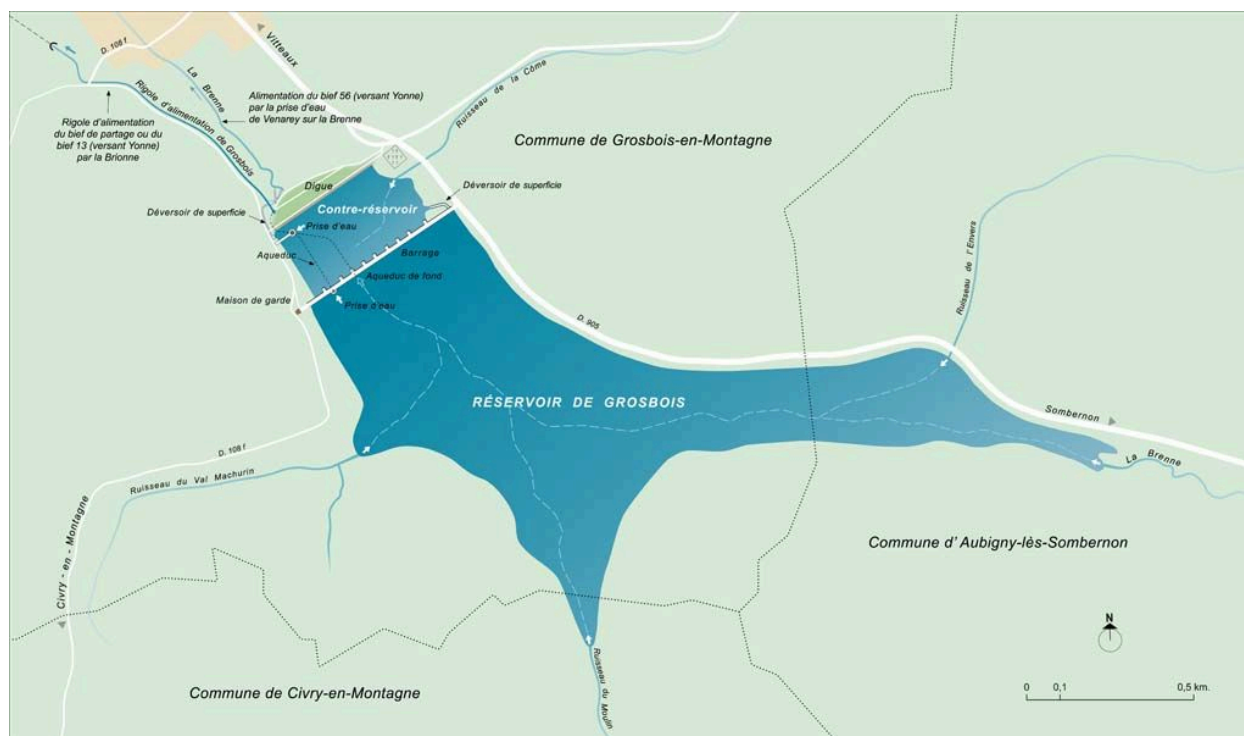 D. 108 f
Vitteaux
La Brenne
Ruisseau de la Côme
Alimentation du bief 56 (versant Yonne)
par la prise d'eau
de Venarey sur la Brenne
Rigole d'alimentation de Grosbois
Rigole d'alimentation
du bief de partage ou du
bief 13 (versant Yonne)
par la Brionne
Commune de Grosbois-en-Montagne
Digue
Déversoir de superficie
Contre-réservoir
Déversoir de superficie
Prise d'eau
Aqueduc
Barrage
Aqueduc de fond
Maison de garde
Prise d'eau
Ruisseau de l'Envers
D. 905
RÉSERVOIR DE GROSBOIS
Sombernon
D. 108 f
La Brenne
Ruisseau du Val Machurin
Commune d'Aubigny-lès-Sombernon
Civry-en-Montagne
N
Ruisseau du Moulin
Commune de Civry-en-Montagne
0 0,1 0,5 km.